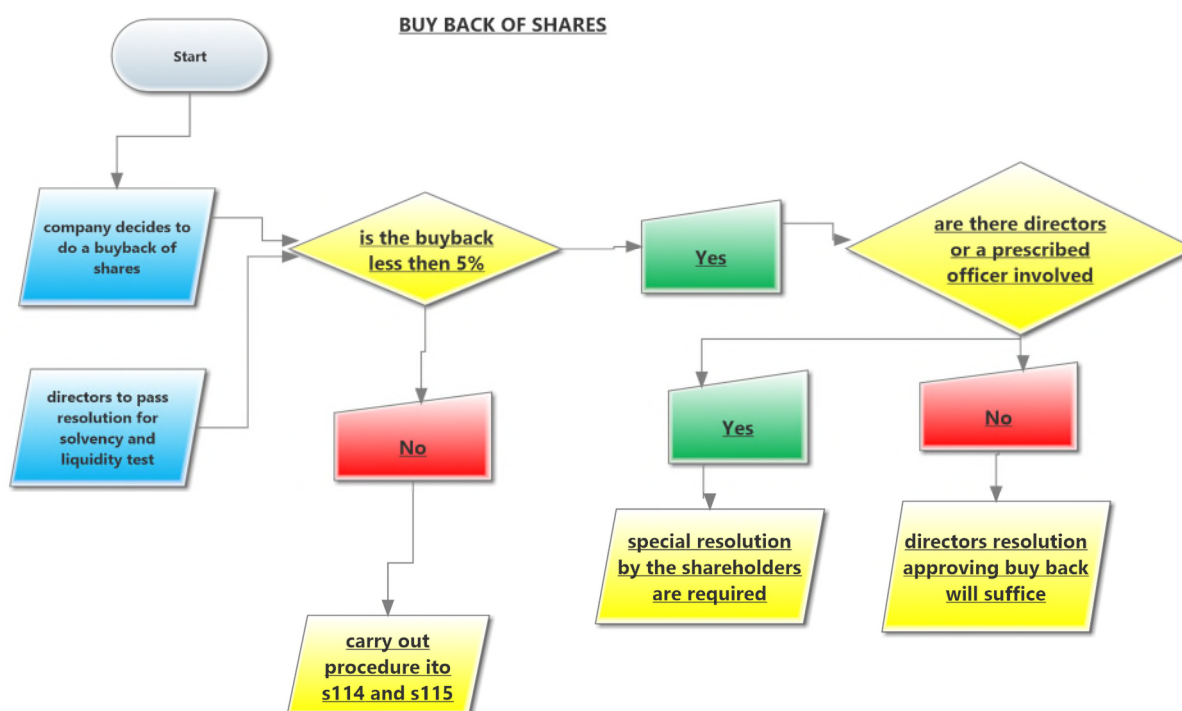 BUY BACK OF SHARES
Start
company decides to
do a buyback of
shares
is the buyback
less then 5%
Yes
are there directors
or a prescribed
officer involved
directors to pass
resolution for
solvency and
liquidity test
No
Yes
No
special resolution
by the shareholders
are required
directors resolution
approving buy back
will suffice
carry out
procedure ito
s114 and s115